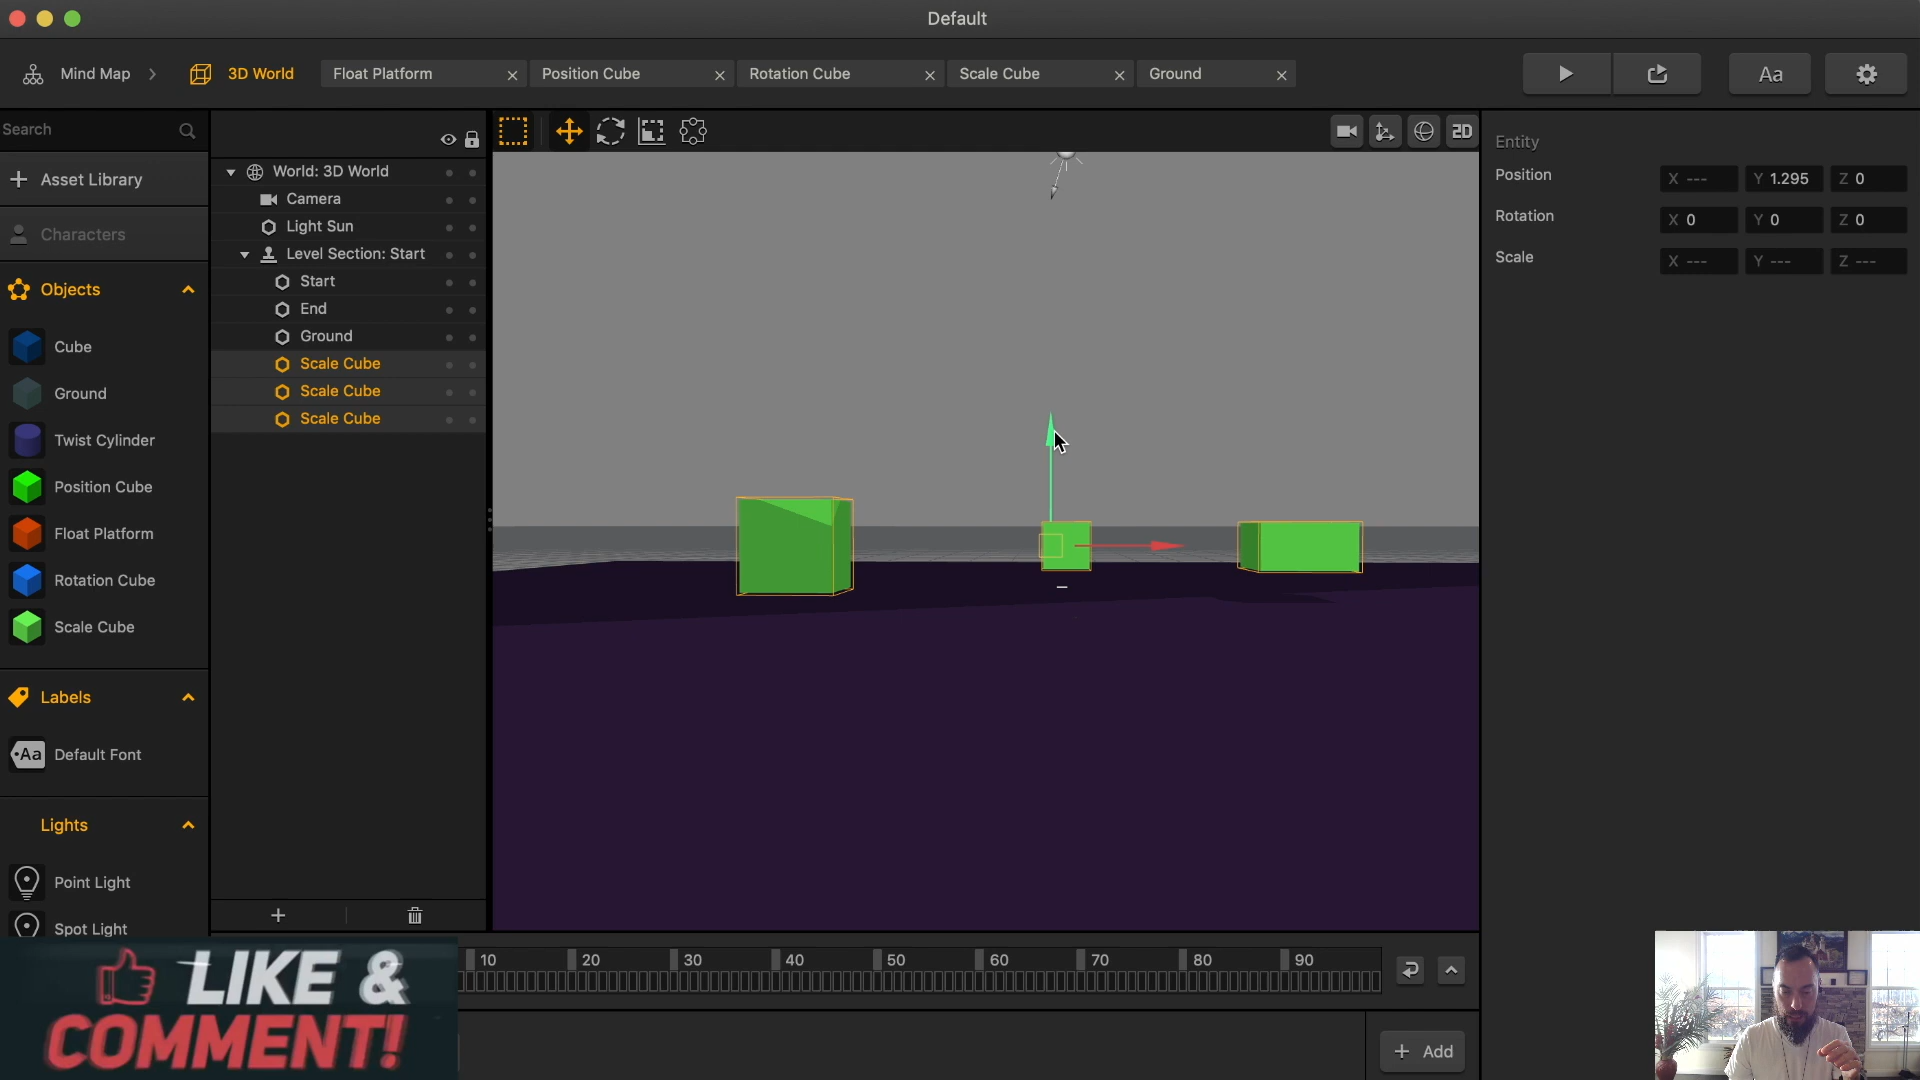 Default
Mind Map
3D World
Float Platform
Position Cube
Rotation Cube
Scale Cube
Ground
Aa
Search
Asset Library
Characters
Objects
Cube
Ground
Twist Cylinder
Position Cube
Float Platform
Rotation Cube
Scale Cube
Labels
Aa
Default Font
Lights
Point Light
Spot Light
World: 3D World
Camera
Light Sun
Level Section: Start
Start
End
Ground
Scale Cube
Scale Cube
Scale Cube
2D
Entity
Position X --- Y 1.295 Z 0
Rotation X 0 Y 0 Z 0
Scale X --- Y --- Z ---
10 20 30 40 50 60 70 80 90
+ Add
LIKE &
COMMENT!